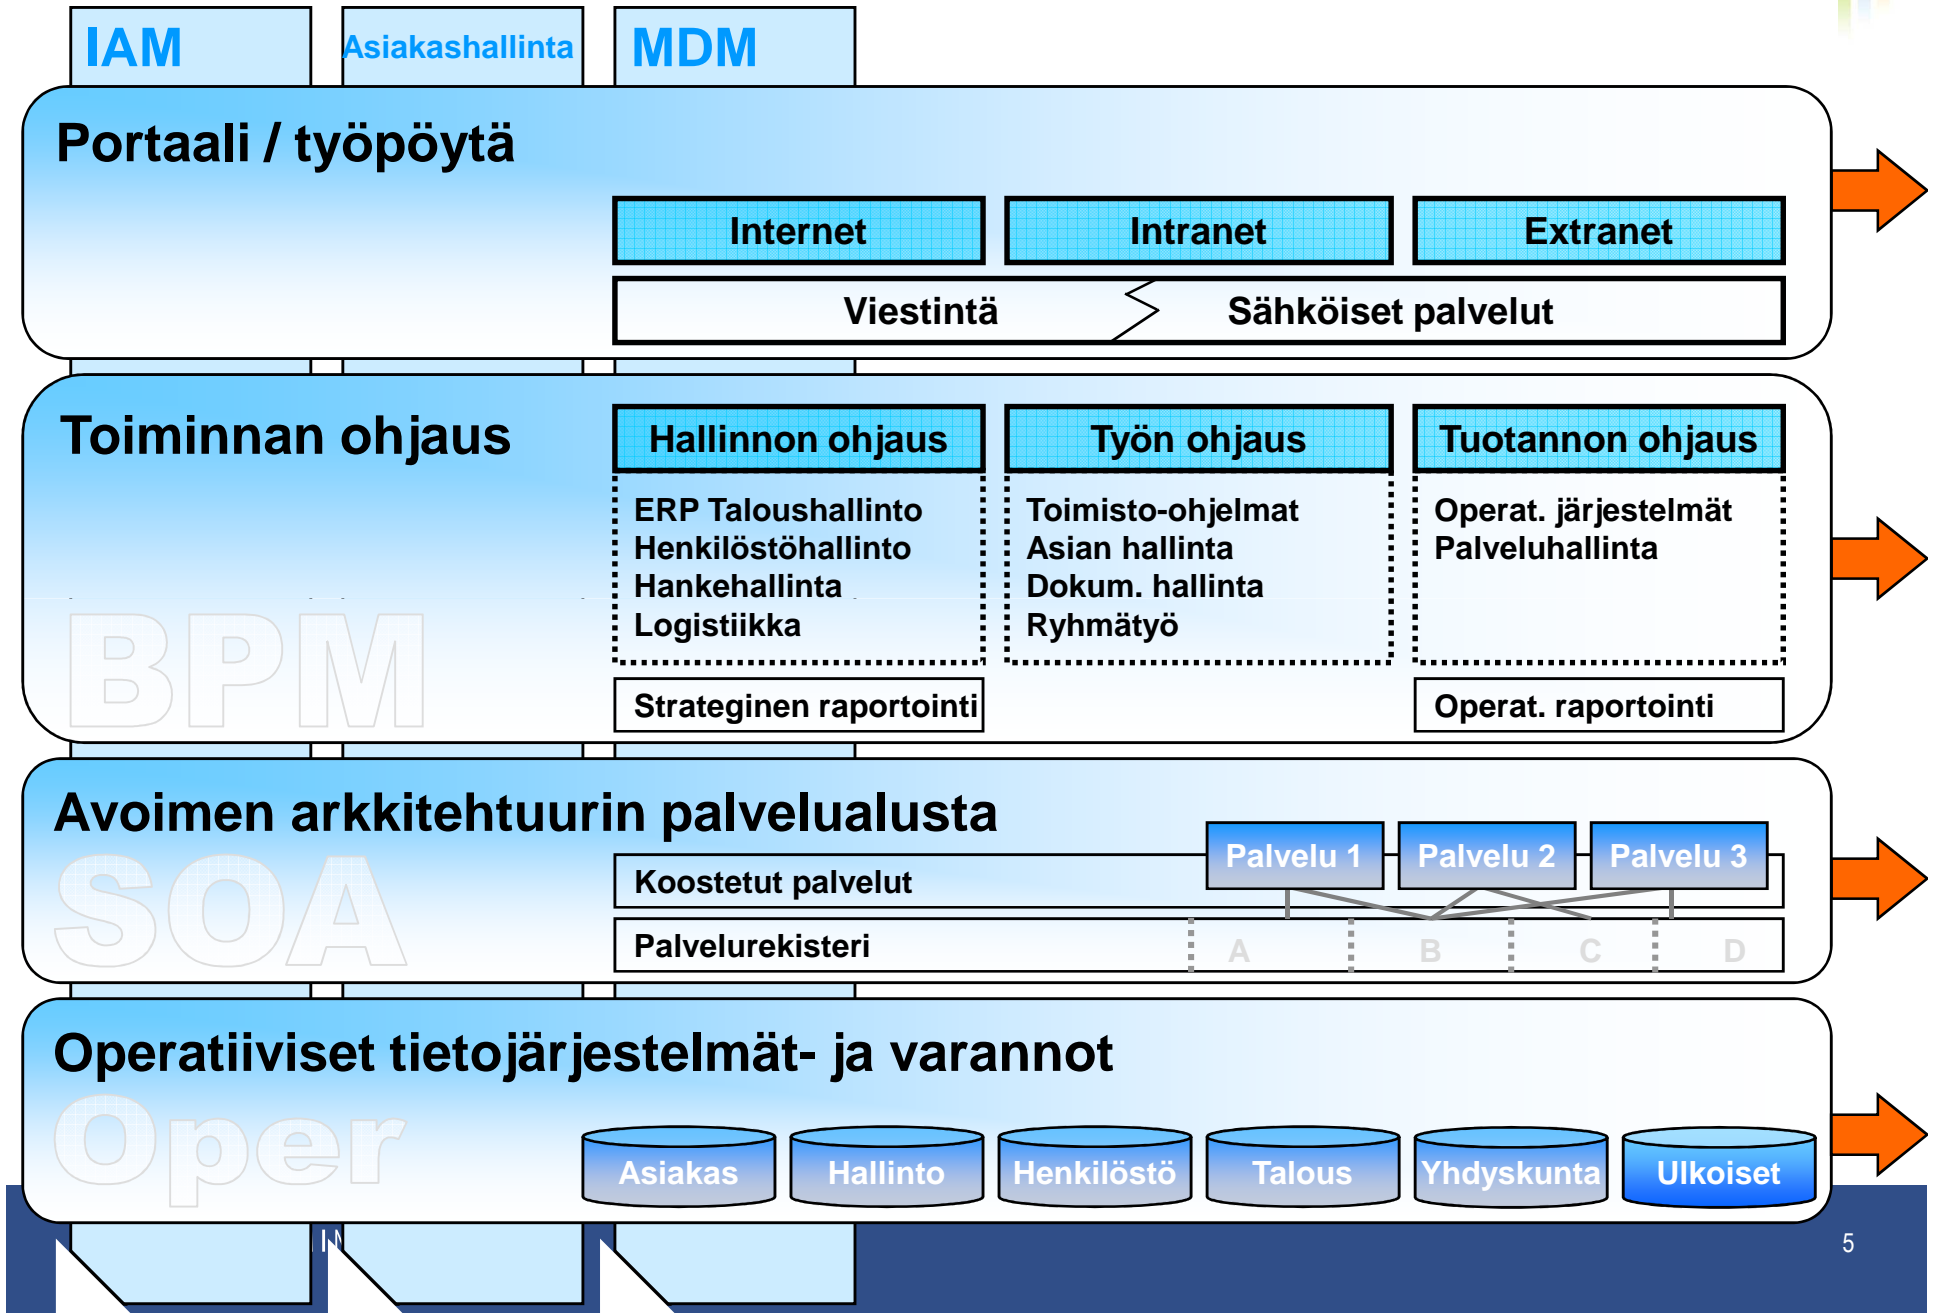 IAM
Asiakashallinta
MDM
Portaali / työpöytä
Internet
Intranet
Extranet
Viestintä
Sähköiset palvelut
Toiminnan ohjaus
Hallinnon ohjaus
Työn ohjaus
Tuotannon ohjaus
ERP Taloushallinto
Henkilöstöhallinto
Hankehallinta
Logistiikka
Toimisto-ohjelmat
Asian hallinta
Dokum. hallinta
Ryhmätyö
Operat. järjestelmät
Palveluhallinta
BPM
Strateginen raportointi
Operat. raportointi
Avoimen arkkitehtuurin palvelualusta
SOA
Palvelu 1
Palvelu 2
Palvelu 3
Koostetut palvelut
Palvelurekisteri
A
B
C
D
Operatiiviset tietojärjestelmät- ja varannot
Oper
Asiakas
Hallinto
Henkilöstö
Talous
Yhdyskunta
Ulkoiset
5